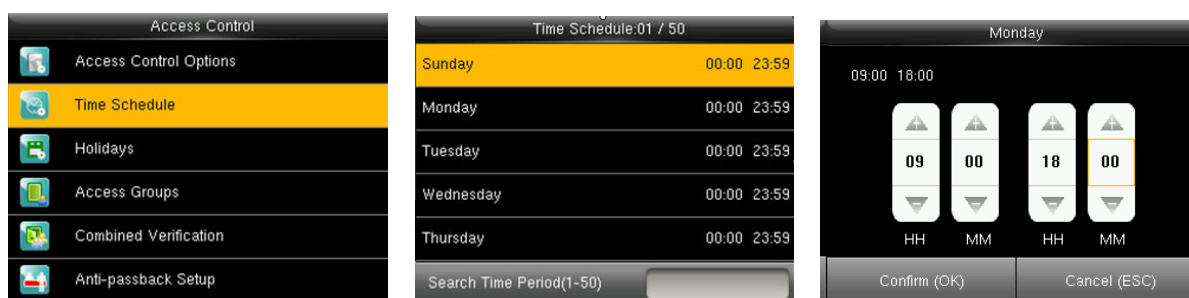 Access Control
Access Control Options
Time Schedule
Holidays
Access Groups
Combined Verification
Anti-passback Setup
Time Schedule:01 / 50
Sunday 00:00 23:59
Monday 00:00 23:59
Tuesday 00:00 23:59
Wednesday 00:00 23:59
Thursday 00:00 23:59
Search Time Period(1-50)
Monday
09:00 18:00
09 00 18 00
HH MM HH MM
Confirm (OK) Cancel (ESC)